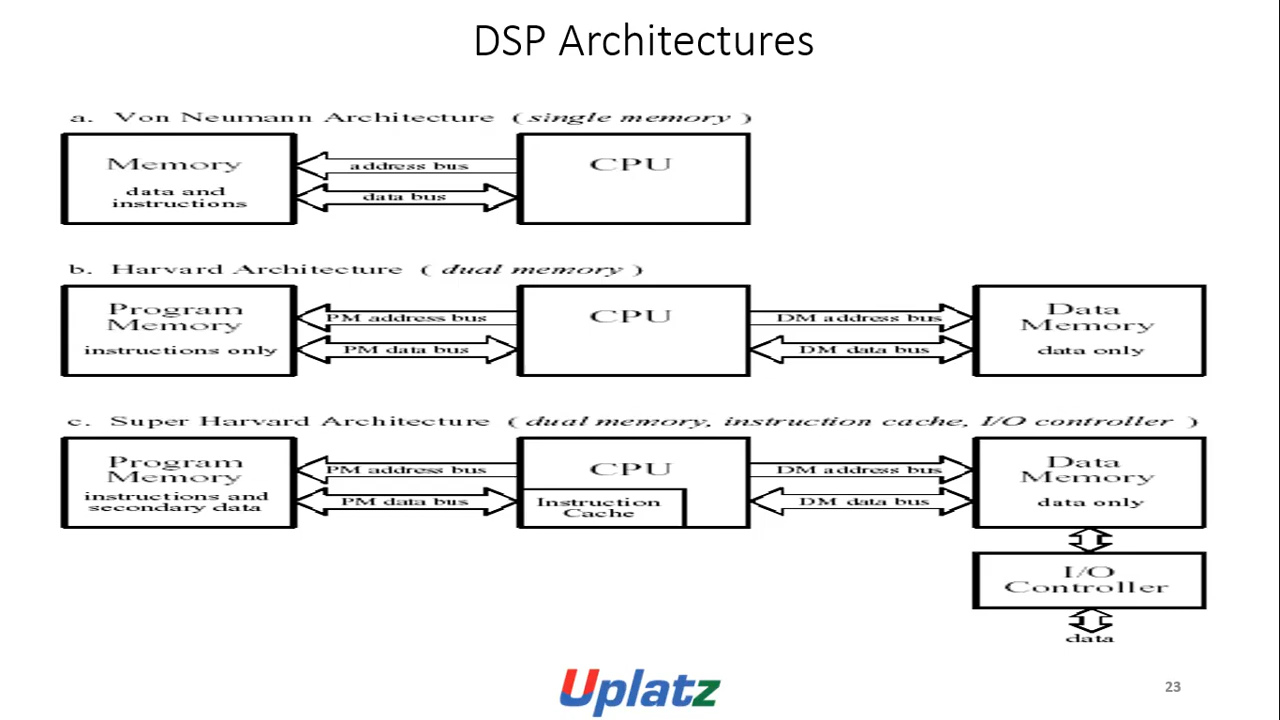 DSP Architectures
a. Von Neumann Architecture ( single memory )
Memory
data and
instructions
address bus
data bus
CPU
b. Harvard Architecture ( dual memory )
Program
Memory
instructions only
PM address bus
PM data bus
CPU
DM address bus
DM data bus
Data
Memory
data only
c. Super Harvard Architecture ( dual memory, instruction cache, I/O controller )
Program
Memory
instructions and
secondary data
PM address bus
PM data bus
CPU
Instruction
Cache
DM address bus
DM data bus
Data
Memory
data only
I/O
Controller
data
Uplatz
23